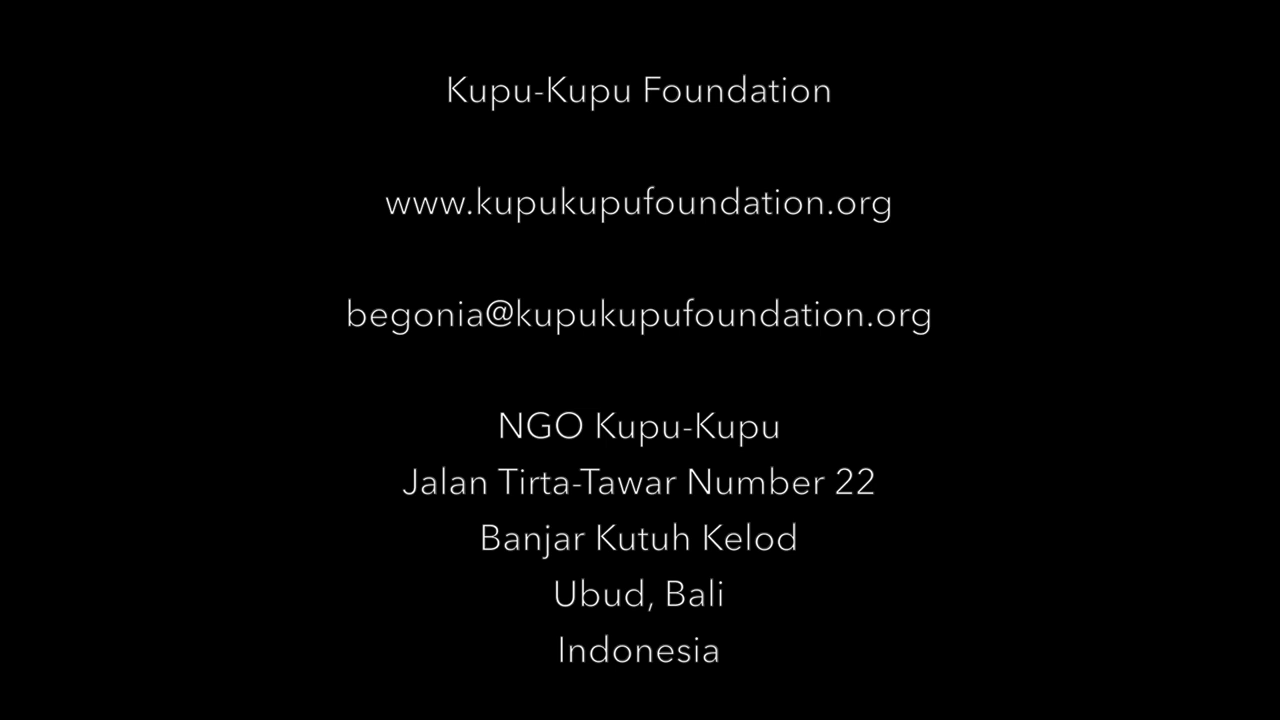 Kupu-Kupu Foundation
www.kupukupufoundation.org
begonia@kupukupufoundation.org
NGO Kupu-Kupu
Jalan Tirta-Tawar Number 22
Banjar Kutuh Kelod
Ubud, Bali
Indonesia